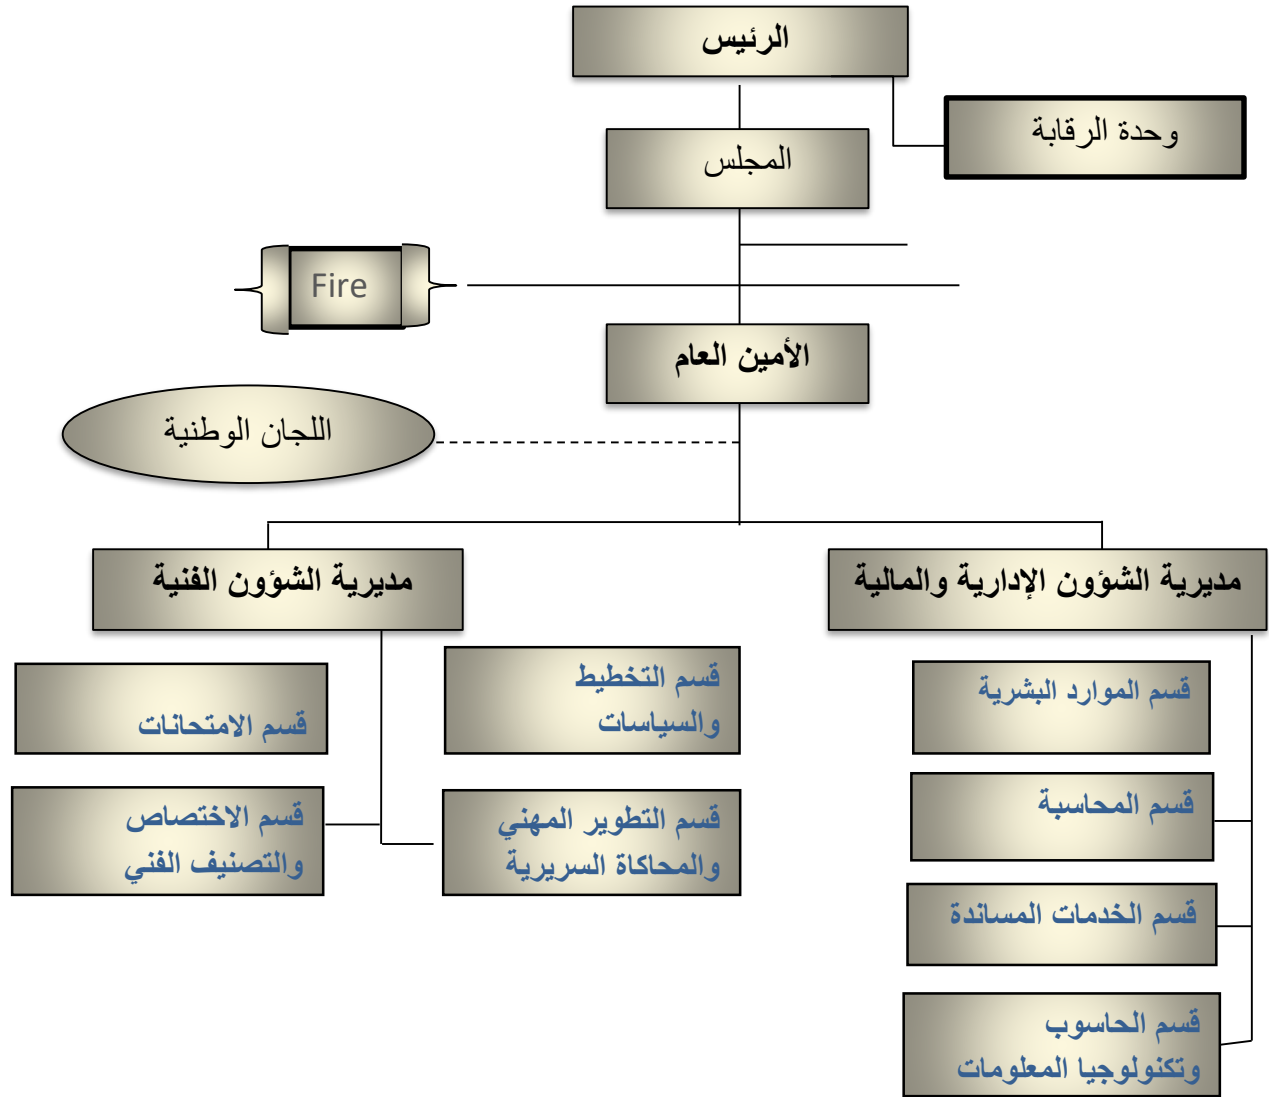 الرئيس
وحدة الرقابة
المجلس
Fire
الأمين العام
اللجان الوطنية
مديرية الشؤون الإدارية والمالية
مديرية الشؤون الفنية
قسم الموارد البشرية
قسم المحاسبة
قسم الخدمات المساندة
قسم الحاسوب
وتكنولوجيا المعلومات
قسم التخطيط
والسياسات
قسم الامتحانات
قسم التطوير المهني
والمحاكاة السريرية
قسم الاختصاص
والتصنيف الفني